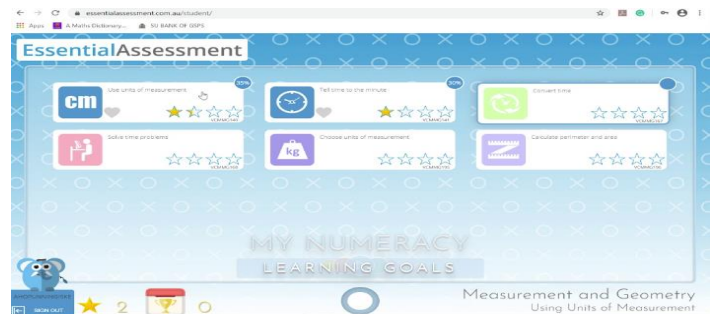 essentialassessment.com.au/student/
Apps
A Maths Dictionary...
SU BANK OF GSPS
EssentialAssessment
cm
Use units of measurement
Tell time to the minute
Convert time
Solve time problems
kg
Choose units of measurement
Calculate perimeter and area
MY NUMERACY
LEARNING GOALS
SIGN OUT
2
0
Measurement and Geometry
Using Units of Measurement